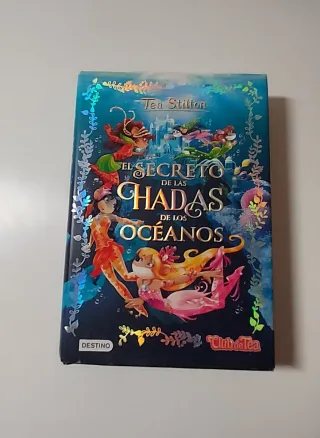 Tea Stilton
EL SECRETO
DE LAS
HADAS
DE LOS
OCÉANOS
DESTINO
Club de Tea